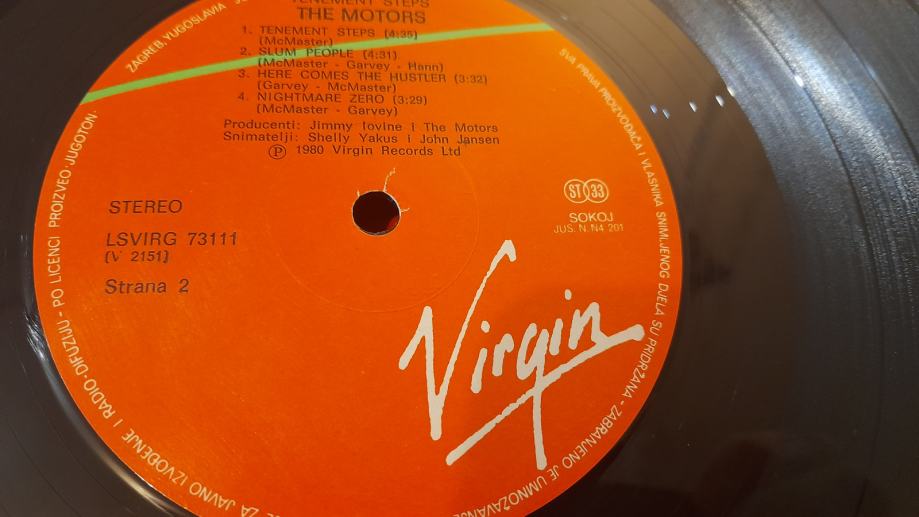 TENEMENT STEPS
THE MOTORS
1. TENEMENT STEPS (4:35)
(McMaster)
2. SLUM PEOPLE (4:31)
(McMaster - Garvey - Hann)
3. HERE COMES THE HUSTLER (3:32)
(Garvey - McMaster)
4. NIGHTMARE ZERO (3:29)
(McMaster - Garvey)
Producenti: Jimmy Iovine i The Motors
Snimatelji: Shelly Yakus i John Jansen
Ⓟ 1980 Virgin Records Ltd
STEREO
LSVIRG 73111
(V 2151)
Strana 2
ST 33
SOKOJ
JUS. N. N4 201
Virgin
ZA JAVNO IZVOĐENJE I RADIO-DIFUZIJU - PO LICENCI PROIZVEO JUGOTON
ZAGREB, YUGOSLAVIA
SVA PRAVA PROIZVOĐAČA I VLASNIKA SNIMLJENOG DJELA SU PRIDRŽANA - ZABRANJENO JE UMNOŽAVANJE